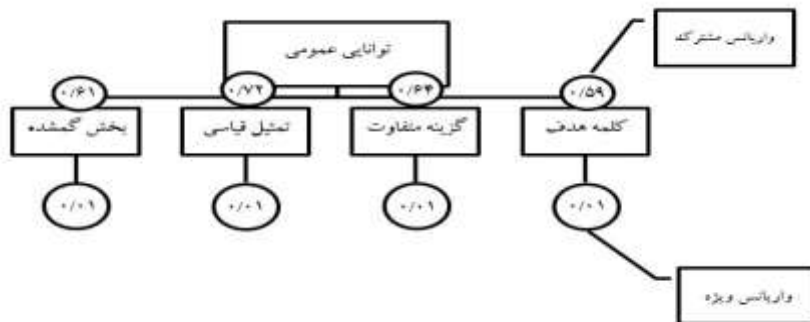 توانایی عمومی
واریانس مشترک
۰/۵۹
۰/۶۴
۰/۷۲
۰/۶۱
کلمه هدف
گزینه متفاوت
تمثیل قیاسی
بخش گمشده
۰/۰۱
۰/۰۱
۰/۰۱
۰/۰۱
واریانس ویژه